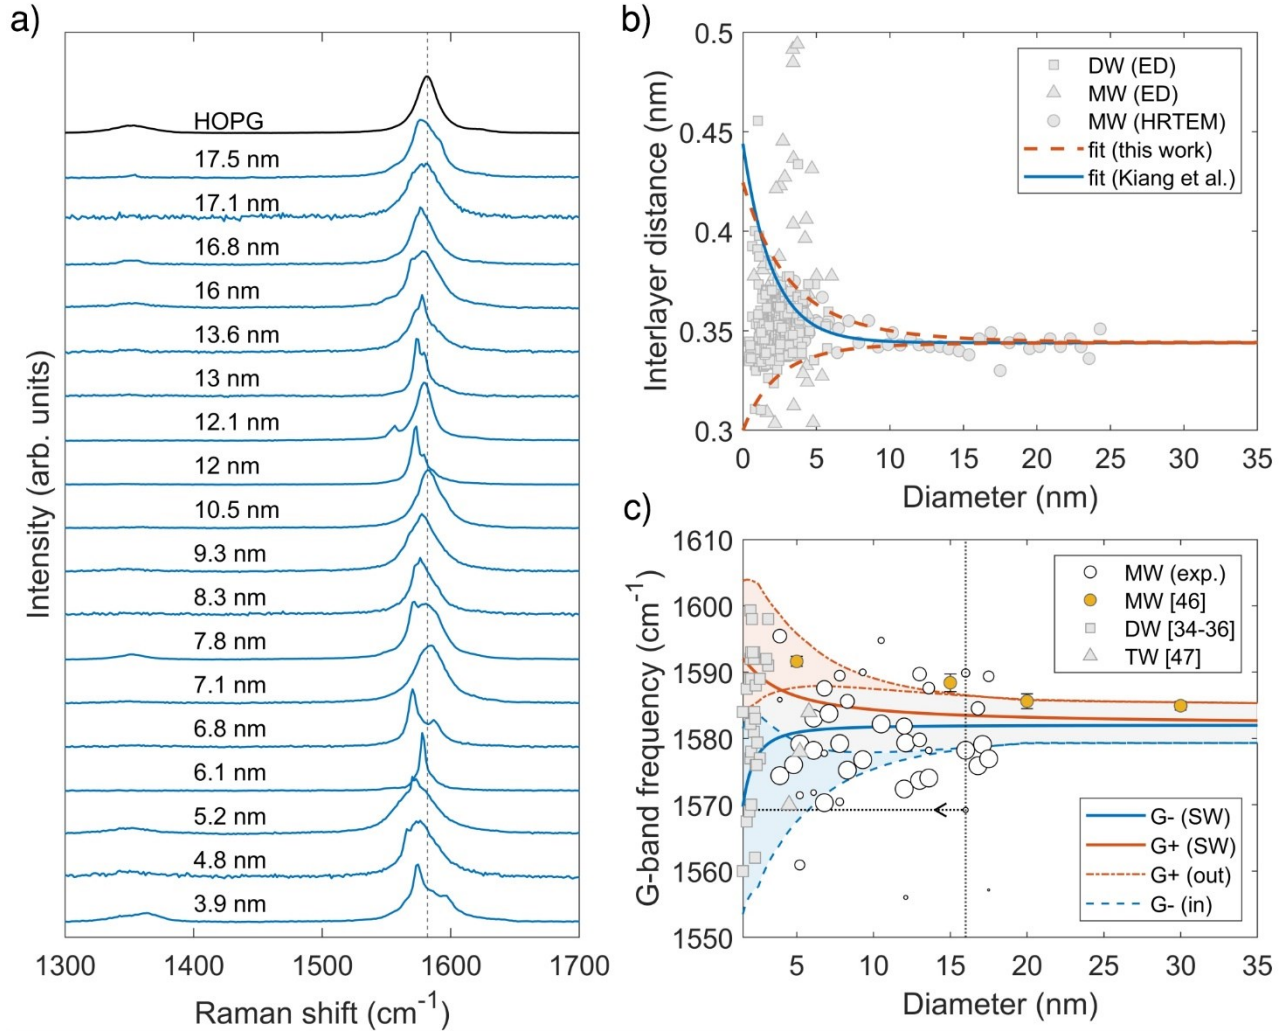 a)
Intensity (arb. units)
HOPG
17.5 nm
17.1 nm
16.8 nm
16 nm
13.6 nm
13 nm
12.1 nm
12 nm
10.5 nm
9.3 nm
8.3 nm
7.8 nm
7.1 nm
6.8 nm
6.1 nm
5.2 nm
4.8 nm
3.9 nm
1300 1400 1500 1600 1700
Raman shift (cm⁻¹)
b)
Interlayer distance (nm)
0.5
0.45
0.4
0.35
0.3
DW (ED)
MW (ED)
MW (HRTEM)
fit (this work)
fit (Kiang et al.)
0 5 10 15 20 25 30 35
Diameter (nm)
c)
G-band frequency (cm⁻¹)
1610
1600
1590
1580
1570
1560
1550
MW (exp.)
MW [46]
DW [34-36]
TW [47]
G- (SW)
G+ (SW)
G+ (out)
G- (in)
5 10 15 20 25 30 35
Diameter (nm)